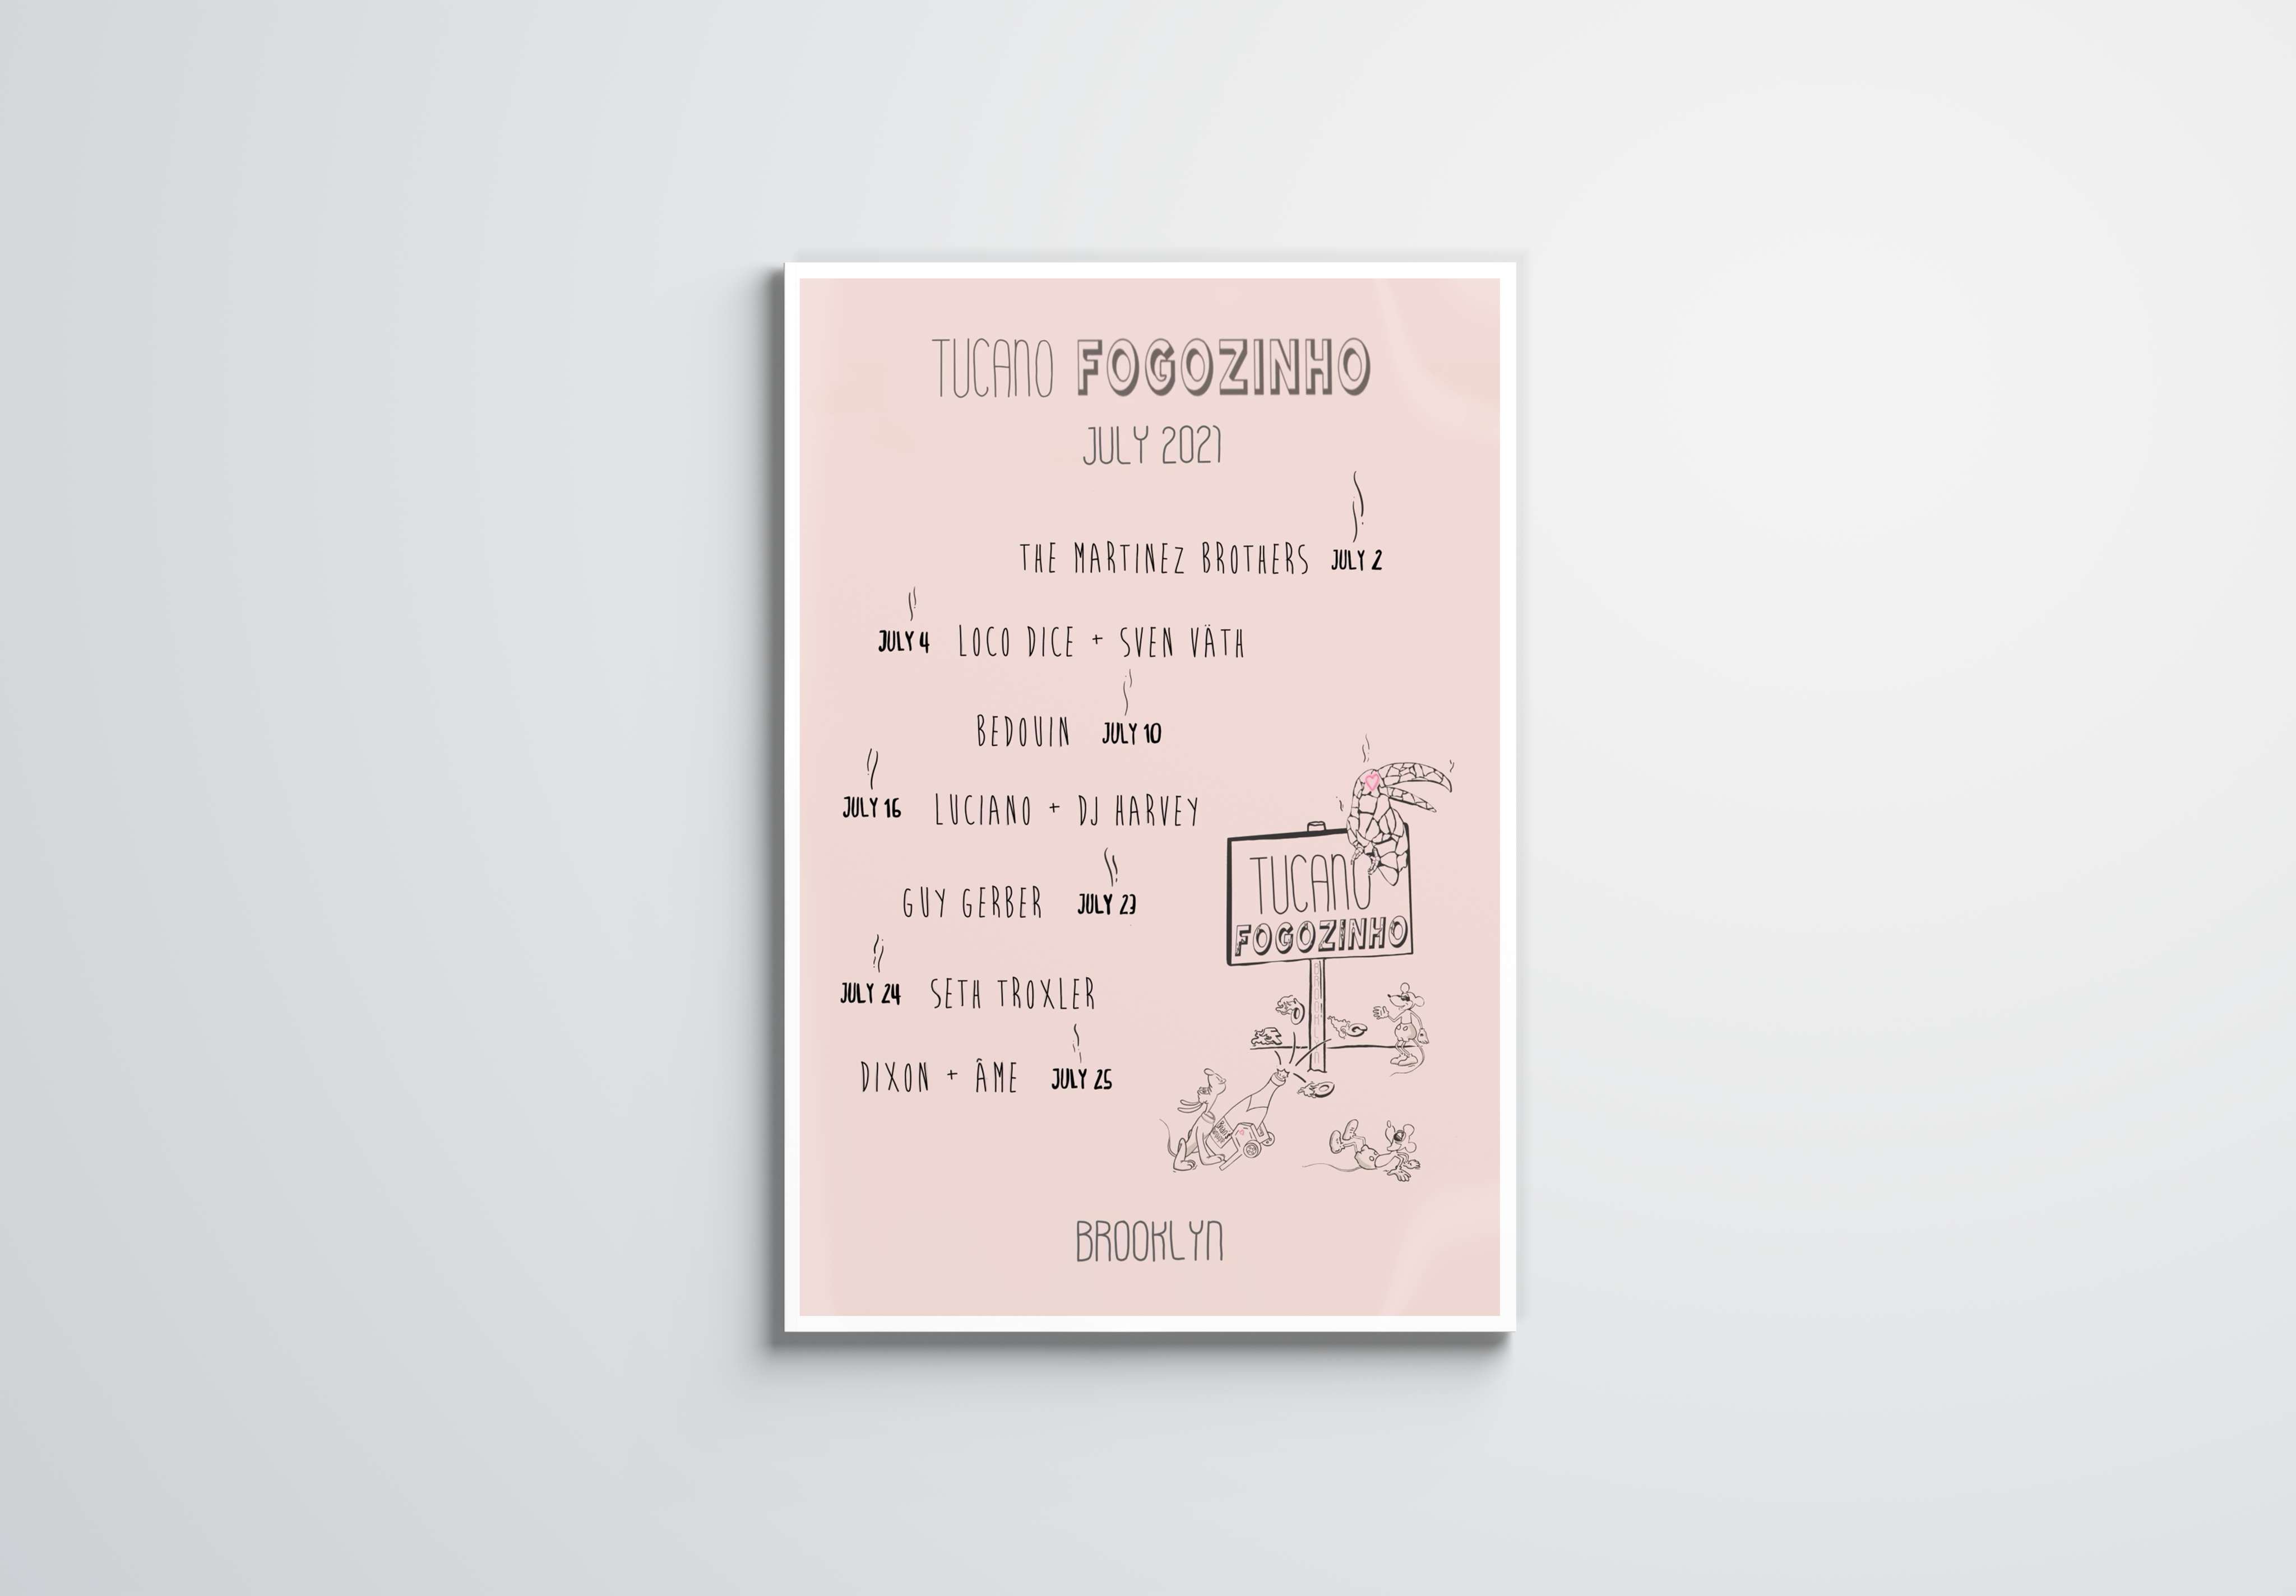 TUCANO FOGOZINHO
JULY 2021
THE MARTINEZ BROTHERS JULY 2
JULY 4 LOCO DICE + SVEN VÄTH
BEDOUIN JULY 10
JULY 16 LUCIANO + DJ HARVEY
GUY GERBER JULY 23
JULY 24 SETH TROXLER
DIXON + ÂME JULY 25
TUCANO
FOGOZINHO
BROOKLYN